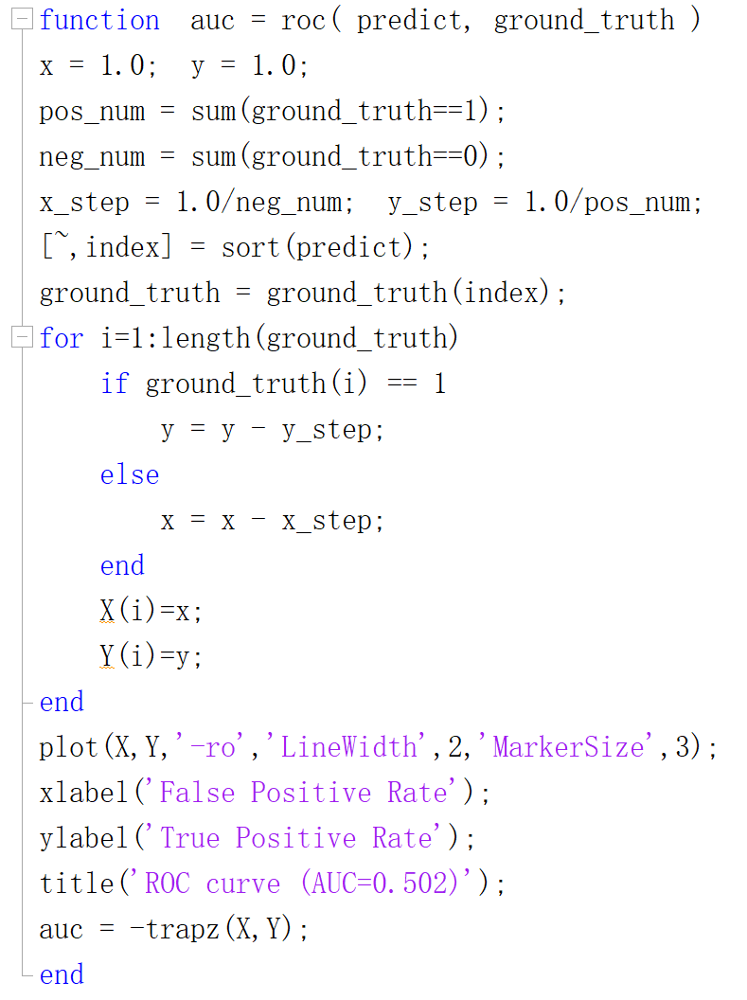 function  auc = roc( predict, ground_truth )
x = 1.0;  y = 1.0;
pos_num = sum(ground_truth==1);
neg_num = sum(ground_truth==0);
x_step = 1.0/neg_num;  y_step = 1.0/pos_num;
[~,index] = sort(predict);
ground_truth = ground_truth(index);
for i=1:length(ground_truth)
    if ground_truth(i) == 1
        y = y - y_step;
    else
        x = x - x_step;
    end
    X(i)=x;
    Y(i)=y;
end
plot(X,Y,'-ro','LineWidth',2,'MarkerSize',3);
xlabel('False Positive Rate');
ylabel('True Positive Rate');
title('ROC curve (AUC=0.502)');
auc = -trapz(X,Y);
end